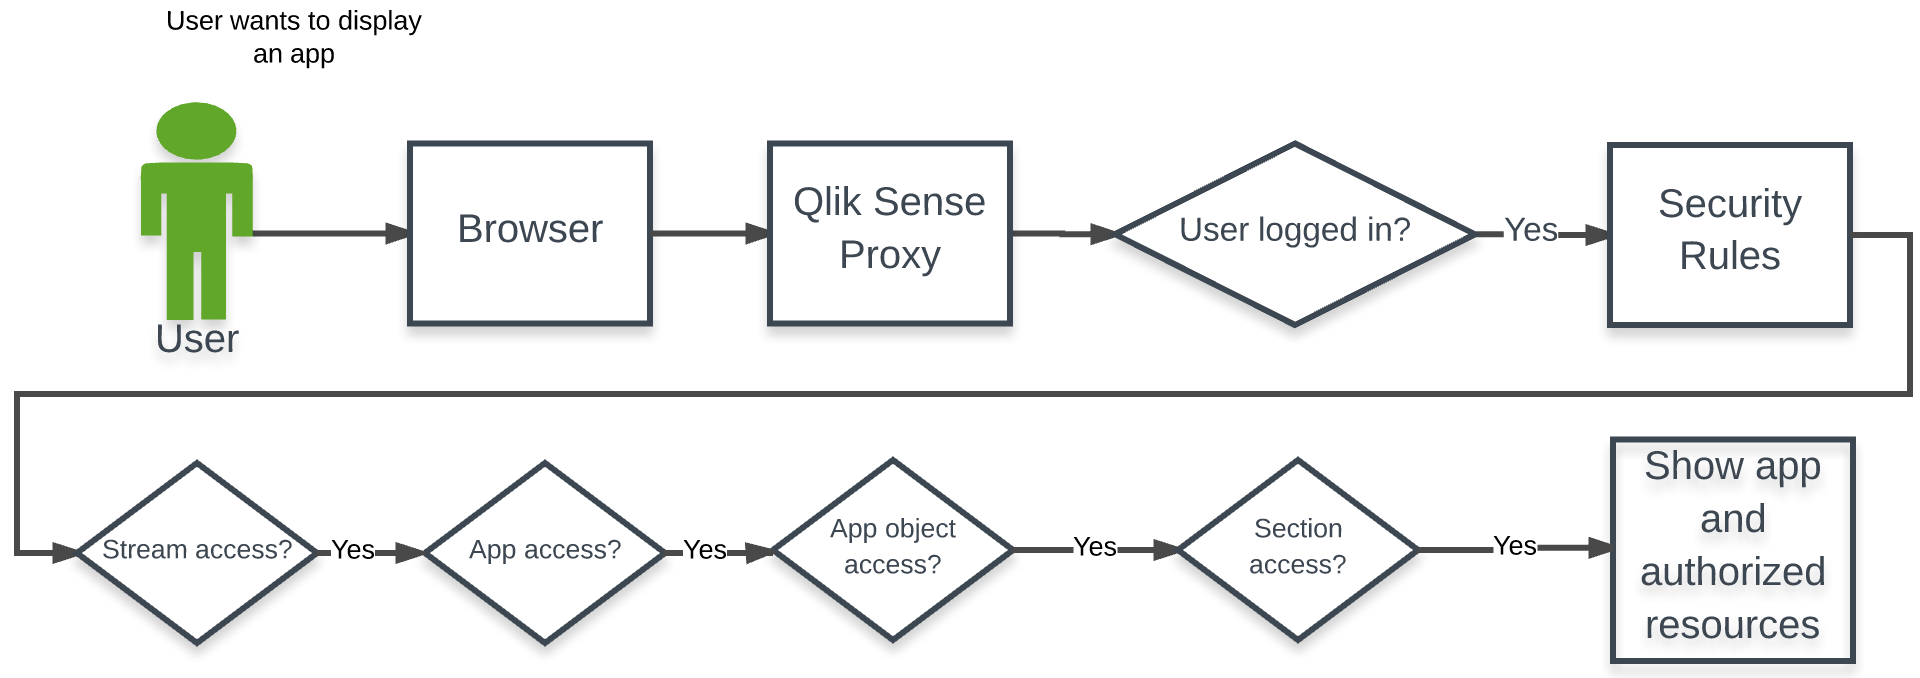 User wants to display
an app
User
Browser
Qlik Sense
Proxy
User logged in?
Yes
Security
Rules
Stream access?
Yes
App access?
Yes
App object
access?
Yes
Section
access?
Yes
Show app
and
authorized
resources